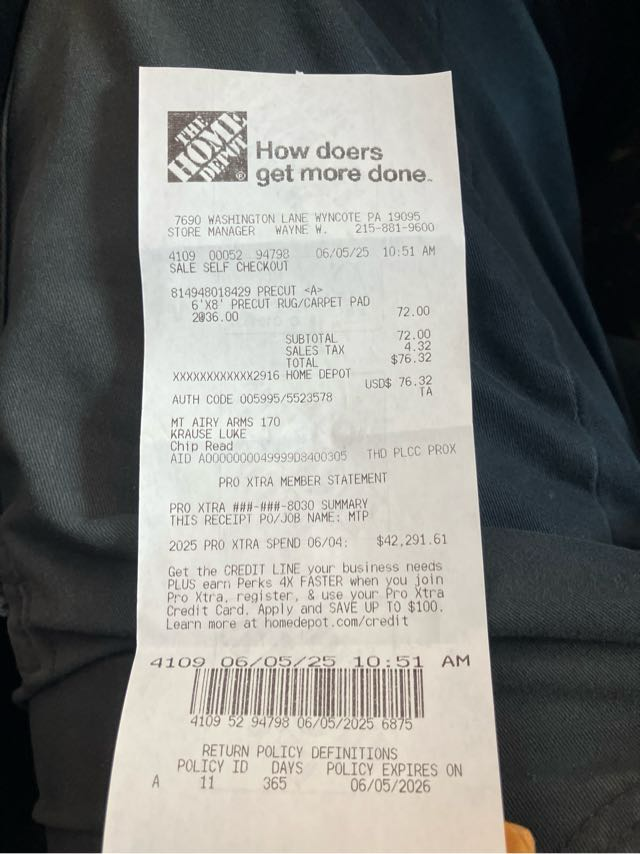 THE
HOME
DEPOT
How doers
get more done.
7690 WASHINGTON LANE WYNCOTE PA 19095
STORE MANAGER WAYNE W. 215-881-9600
4109 00052 94798 06/05/25 10:51 AM
SALE SELF CHECKOUT
814948018429 PRECUT <A>
6'X8' PRECUT RUG/CARPET PAD
2@36.00 72.00
SUBTOTAL 72.00
SALES TAX 4.32
TOTAL $76.32
XXXXXXXXXXXX2916 HOME DEPOT
USD$ 76.32
AUTH CODE 005995/5523578 TA
MT AIRY ARMS 170
KRAUSE LUKE
Chip Read
AID A0000000049999D8400305 THD PLCC PROX
PRO XTRA MEMBER STATEMENT
PRO XTRA ###-###-8030 SUMMARY
THIS RECEIPT PO/JOB NAME: MTP
2025 PRO XTRA SPEND 06/04: $42,291.61
Get the CREDIT LINE your business needs
PLUS earn Perks 4X FASTER when you join
Pro Xtra, register, & use your Pro Xtra
Credit Card. Apply and SAVE UP TO $100.
Learn more at homedepot.com/credit
4109 06/05/25 10:51 AM
4109 52 94798 06/05/2025 6875
RETURN POLICY DEFINITIONS
POLICY ID DAYS POLICY EXPIRES ON
A 11 365 06/05/2026